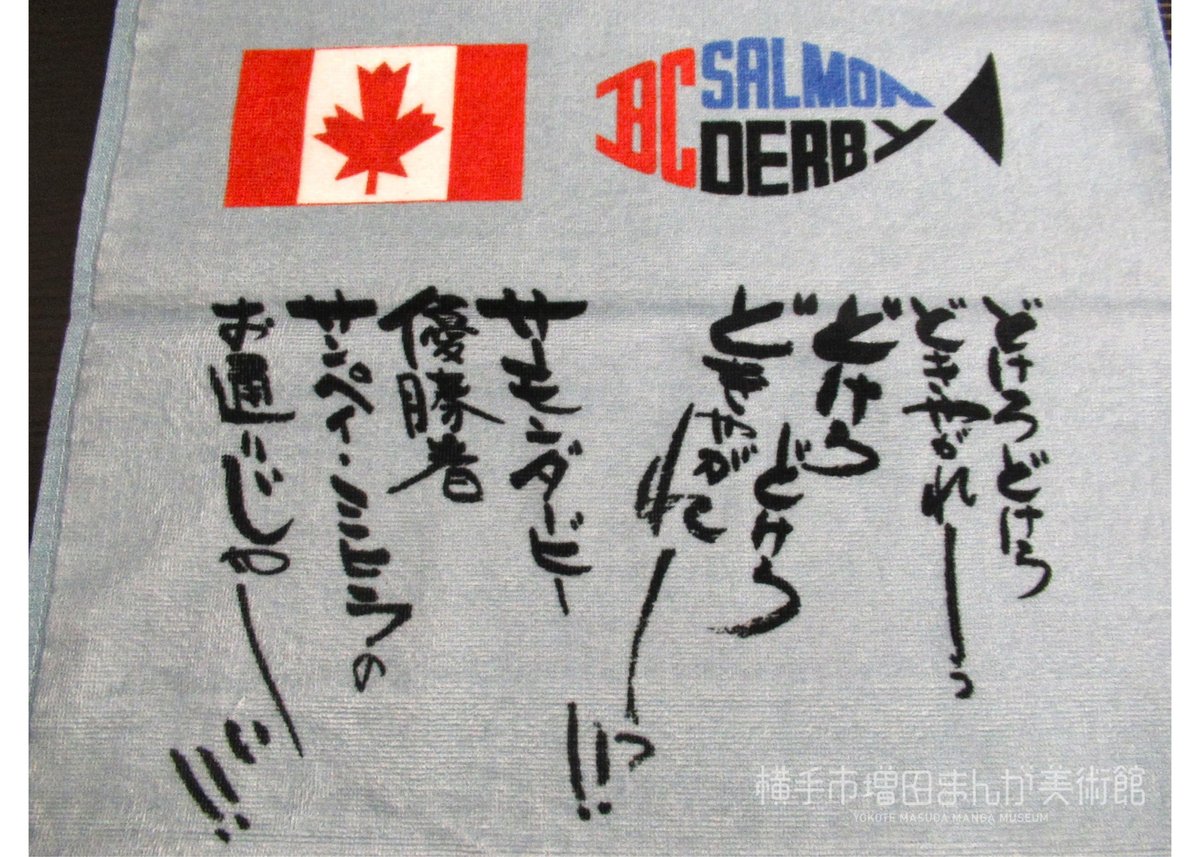 BC SALMON DERBY
どけろどけろ
どきやがれーっ
どけろ
どけろ
どきやがれーっ!!
サーモンダービー
優勝者
サンペイ・ミヒラの
お通りじゃーっ!!!
横手市増田まんが美術館
YOKOTE MASUDA MANGA MUSEUM